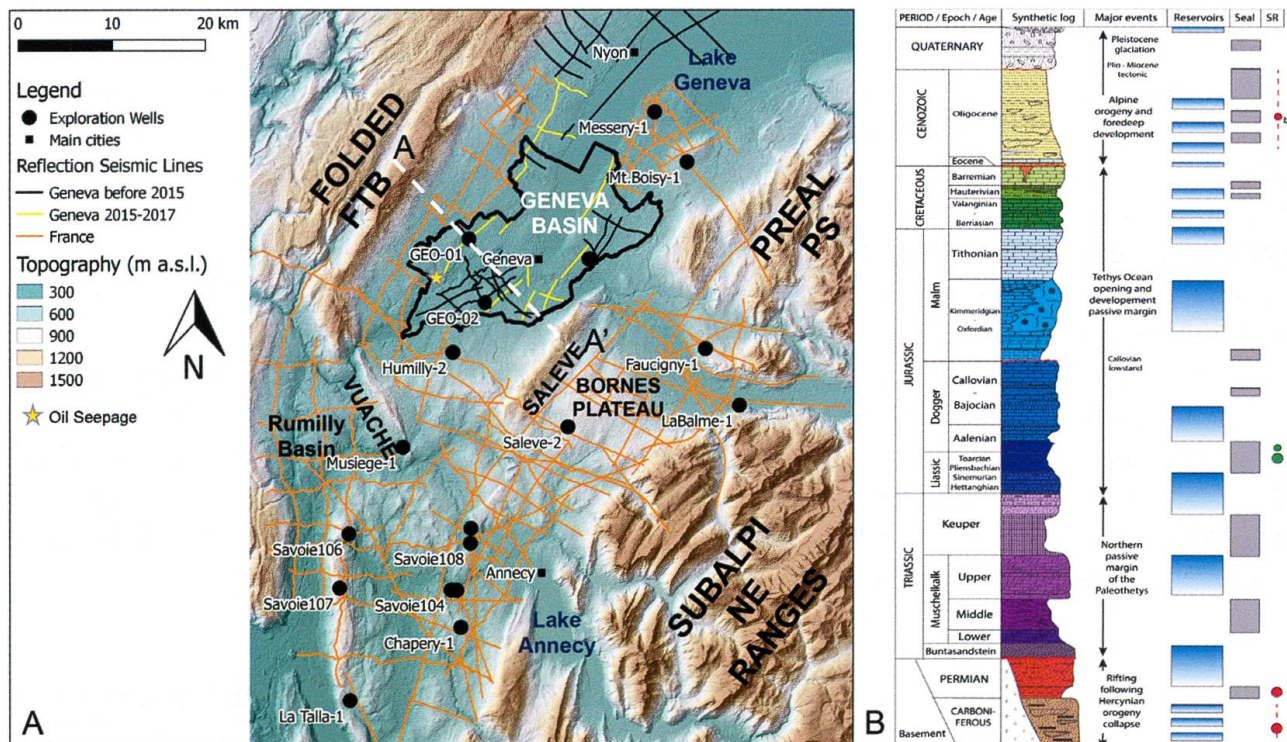 0
10
20 km
Legend
Exploration Wells
Main cities
Reflection Seismic Lines
Geneva before 2015
Geneva 2015-2017
France
Topography (m a.s.l.)
300
600
900
1200
1500
N
Oil Seepage
A
Nyon
Lake
Geneva
Messery-1
Mt.Boisy-1
FOLDED
FTB
A
GENEVA
BASIN
PREAL
PS
GEO-01
Geneva
GEO-02
A'
Humilly-2
SALEVE
Faucigny-1
BORNES
PLATEAU
VUACHE
LaBalme-1
Rumilly
Basin
Saleve-2
Musiege-1
Savoie106
Savoie108
Annecy
Savoie107
Savoie104
Lake
Annecy
Chapery-1
SUBALPI
NE
RANGES
La Talla-1
B
PERIOD / Epoch / Age
Synthetic log
Major events
Reservoirs
Seal
SR
QUATERNARY
Pleistocene
glaciation
Plio - Miocene
tectonic
CENOZOIC
Oligocene
Eocene
Alpine
orogeny and
foredeep
development
CRETACEOUS
Barremian
Hauterivian
Valanginian
-
Berriasian
JURASSIC
Malm
Tithonian
Kimmeridgian
-
Oxfordian
Tethys Ocean
opening and
developement
passive margin
Callovian
lowstand
Dogger
Callovian
-
Bajocian
Aalenian
Liassic
Toarcian
Pliensbachian
Sinemurian
Hettanghian
TRIASSIC
Keuper
Muschelkalk
Upper
Middle
Lower
Buntasandstein
Northern
passive
margin
of the
Paleothetys
PERMIAN
CARBONI-
FEROUS
Basement
Rifting
following
Hercynian
orogeny
collapse